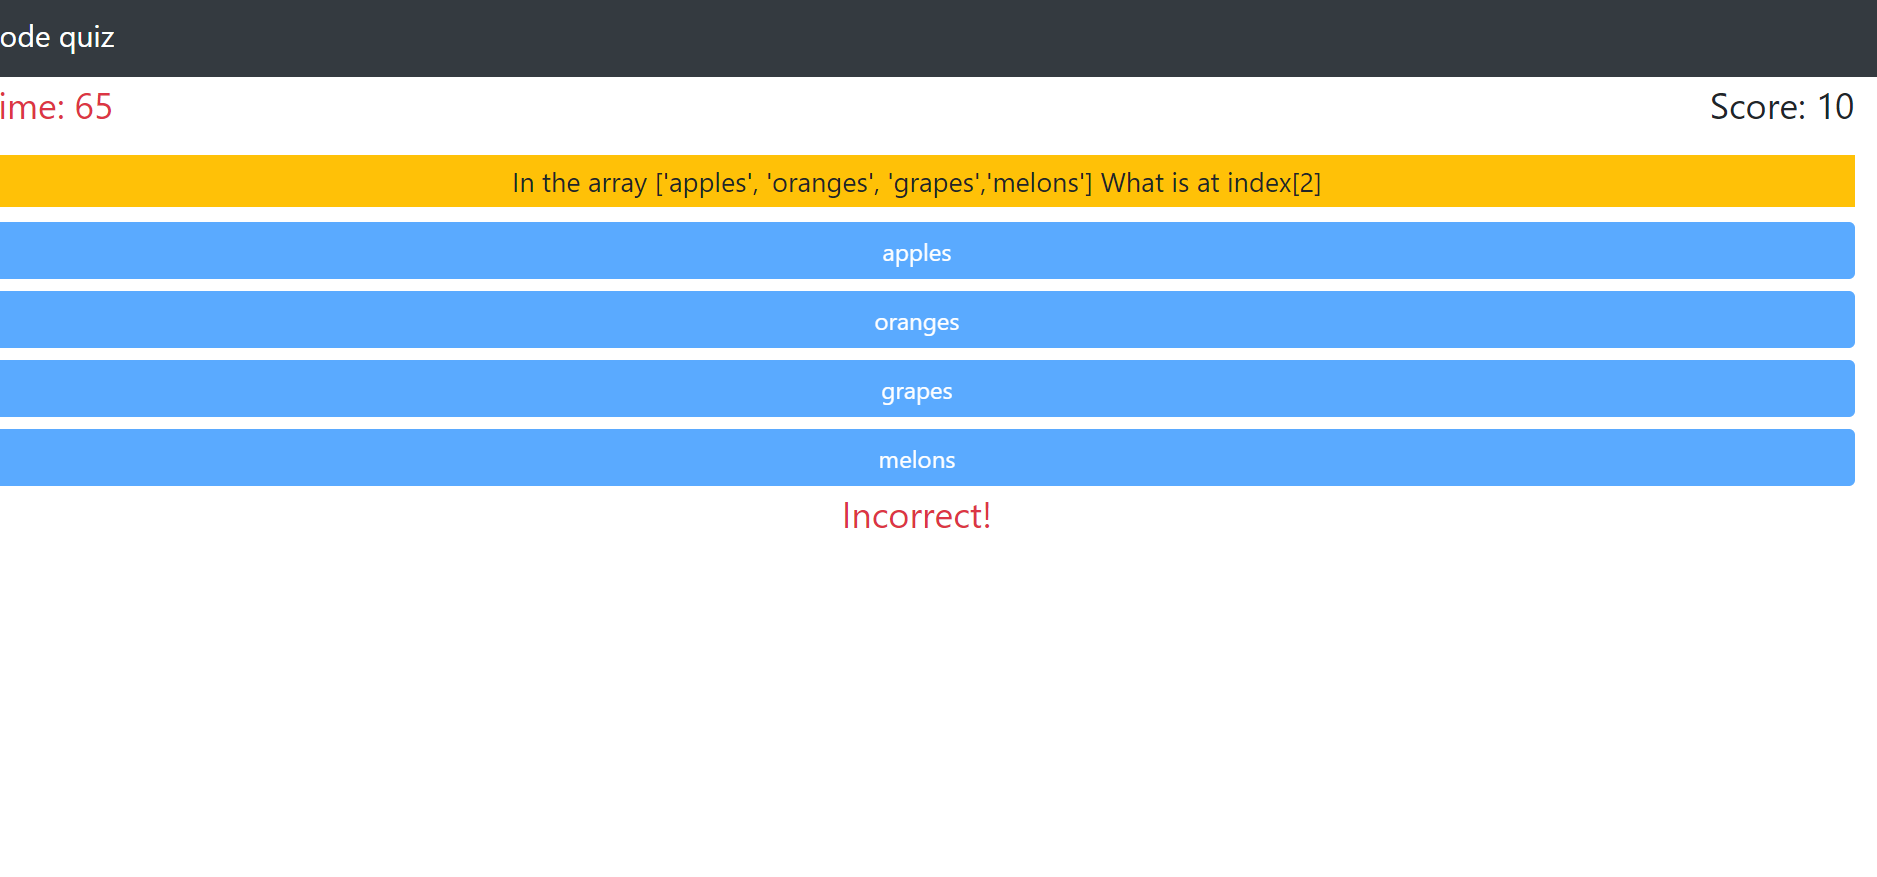 ode quiz
ime: 65
Score: 10
In the array ['apples', 'oranges', 'grapes','melons'] What is at index[2]
apples
oranges
grapes
melons
Incorrect!